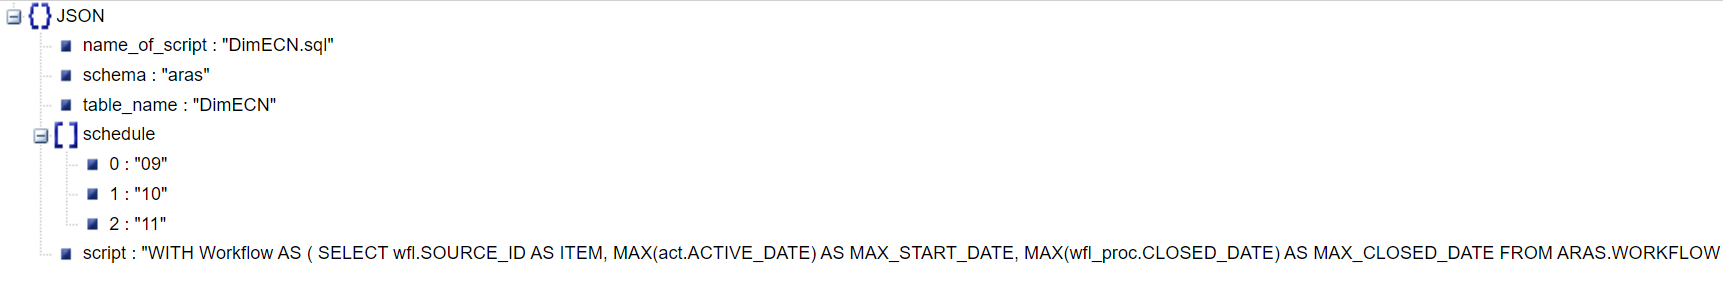 JSON
name_of_script : "DimECN.sql"
schema : "aras"
table_name : "DimECN"
schedule
0 : "09"
1 : "10"
2 : "11"
script : "WITH Workflow AS ( SELECT wfl.SOURCE_ID AS ITEM, MAX(act.ACTIVE_DATE) AS MAX_START_DATE, MAX(wfl_proc.CLOSED_DATE) AS MAX_CLOSED_DATE FROM ARAS.WORKFLOW